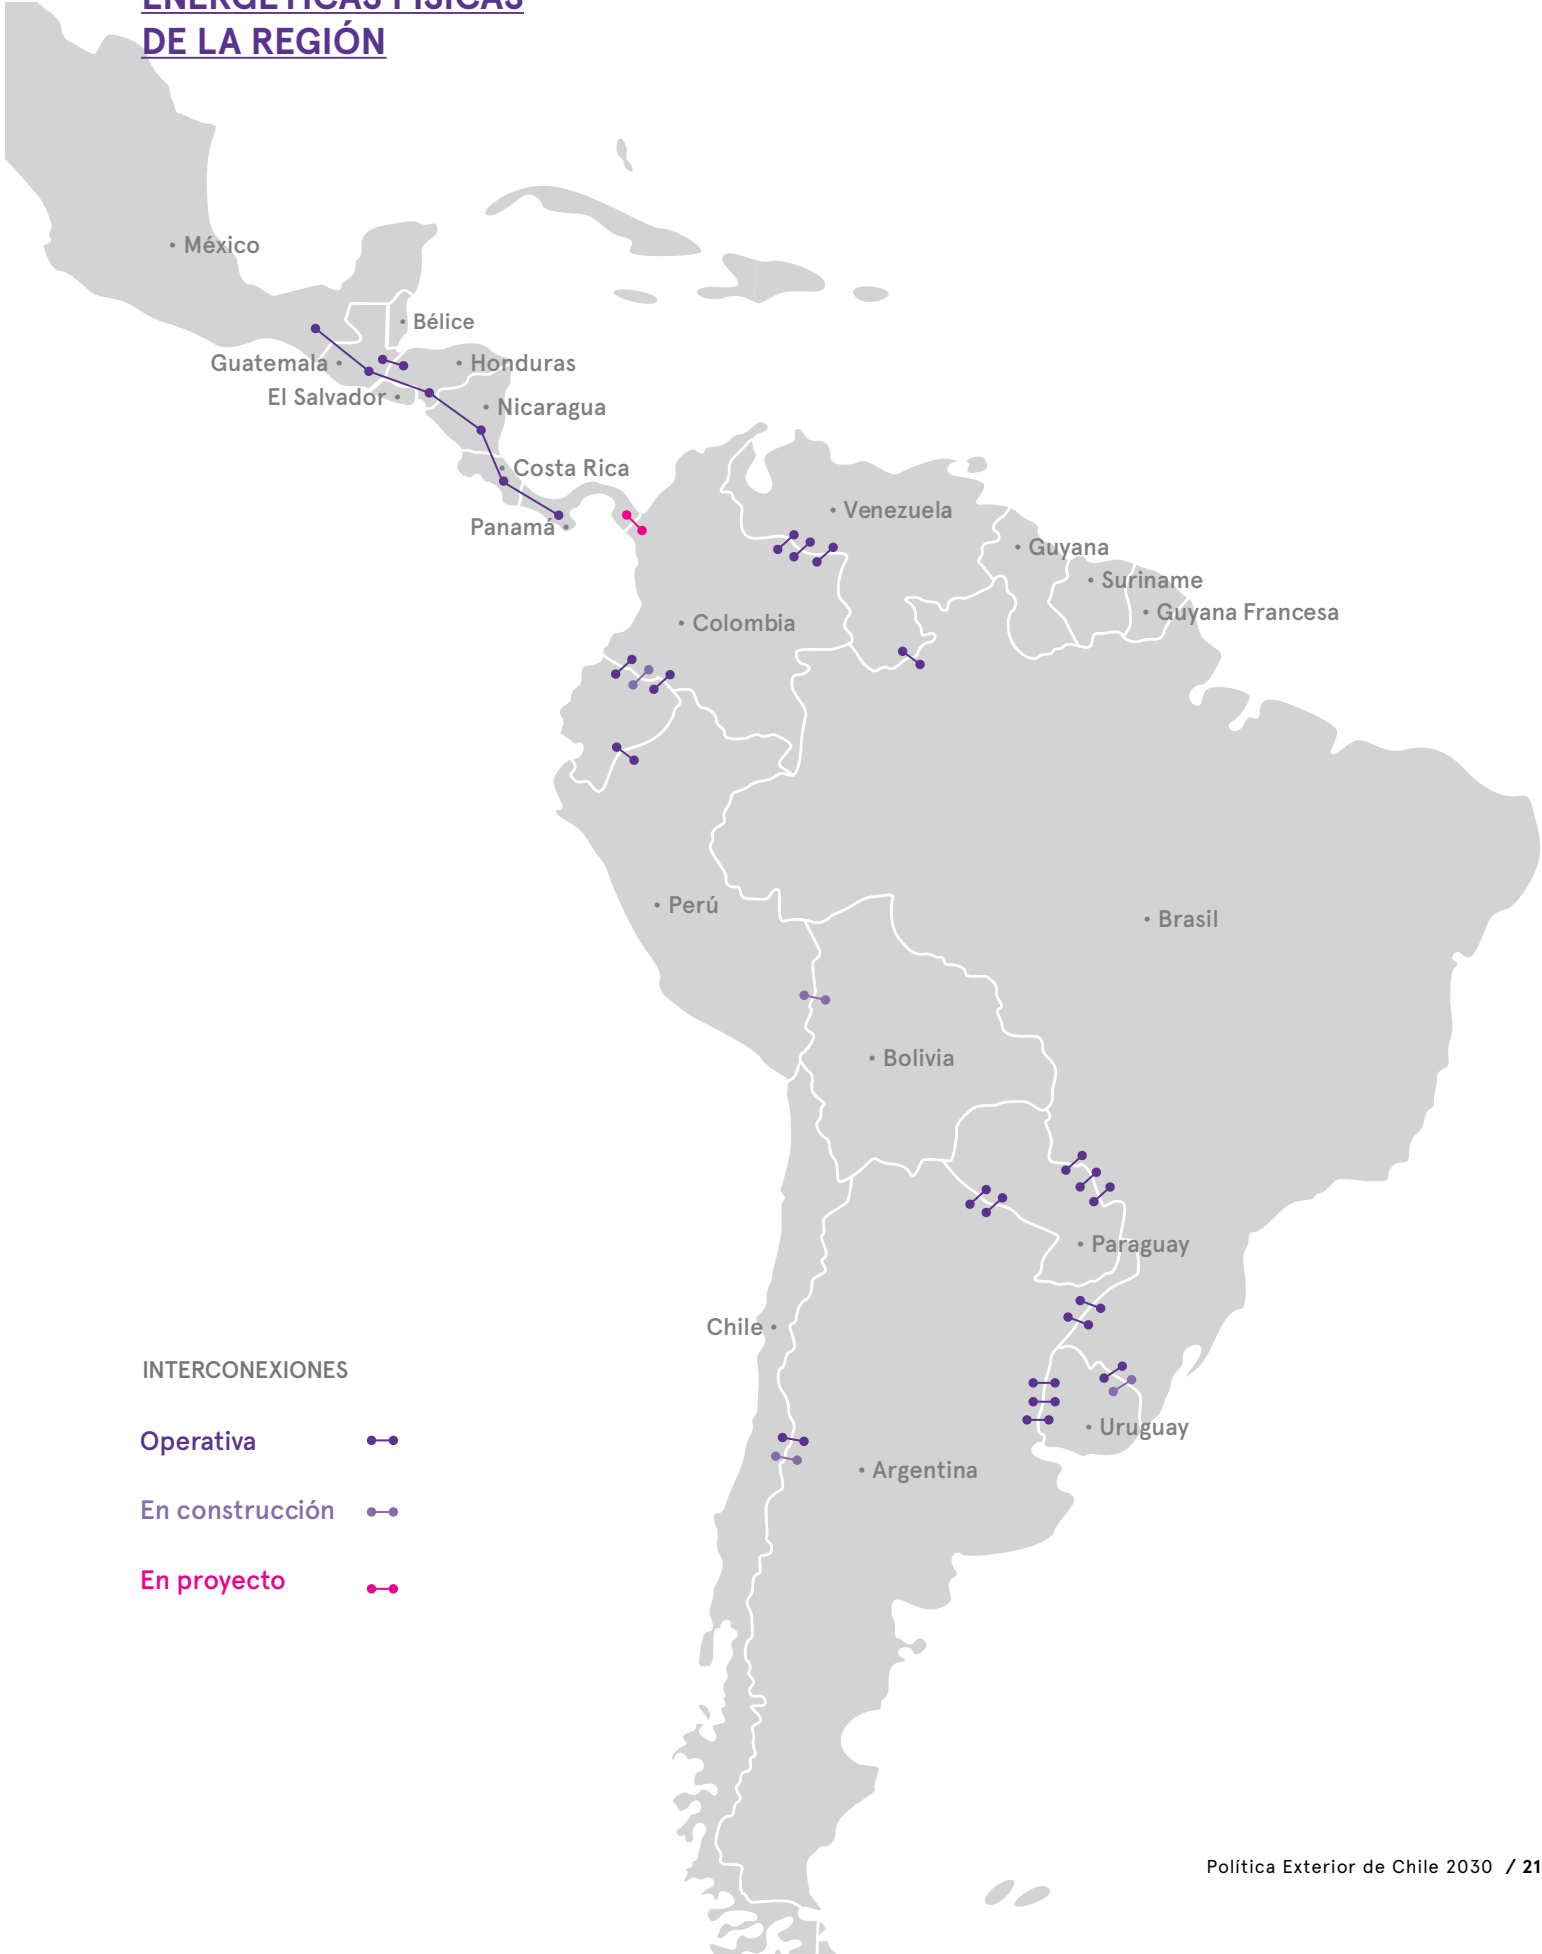 ENERGÉTICAS FÍSICAS
DE LA REGIÓN
México
Bélice
Guatemala
Honduras
El Salvador
Nicaragua
Costa Rica
Panamá
Venezuela
Guyana
Suriname
Guyana Francesa
Colombia
Perú
Brasil
Bolivia
Paraguay
Chile
Uruguay
Argentina
INTERCONEXIONES
Operativa
En construcción
En proyecto
Política Exterior de Chile 2030 / 21